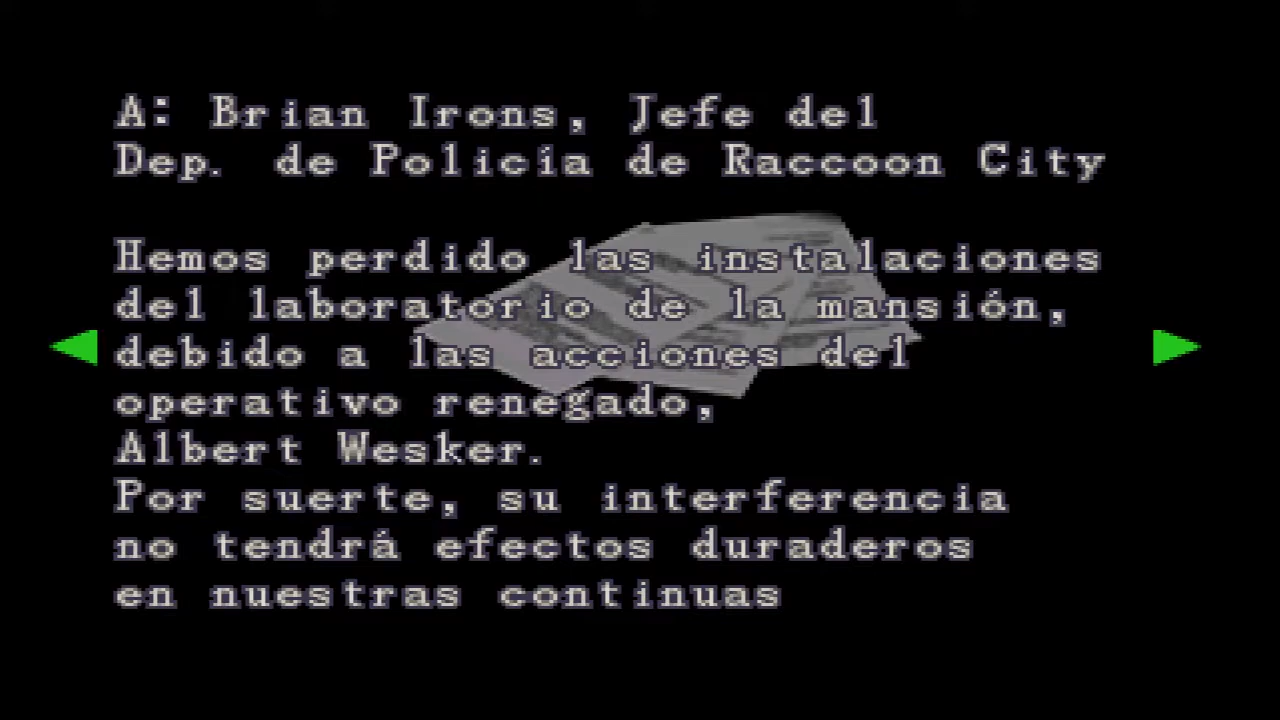 A: Brian Irons, Jefe del
Dep. de Policía de Raccoon City
Hemos perdido las instalaciones
del laboratorio de la mansión,
debido a las acciones del
operativo renegado,
Albert Wesker.
Por suerte, su interferencia
no tendrá efectos duraderos
en nuestras continuas